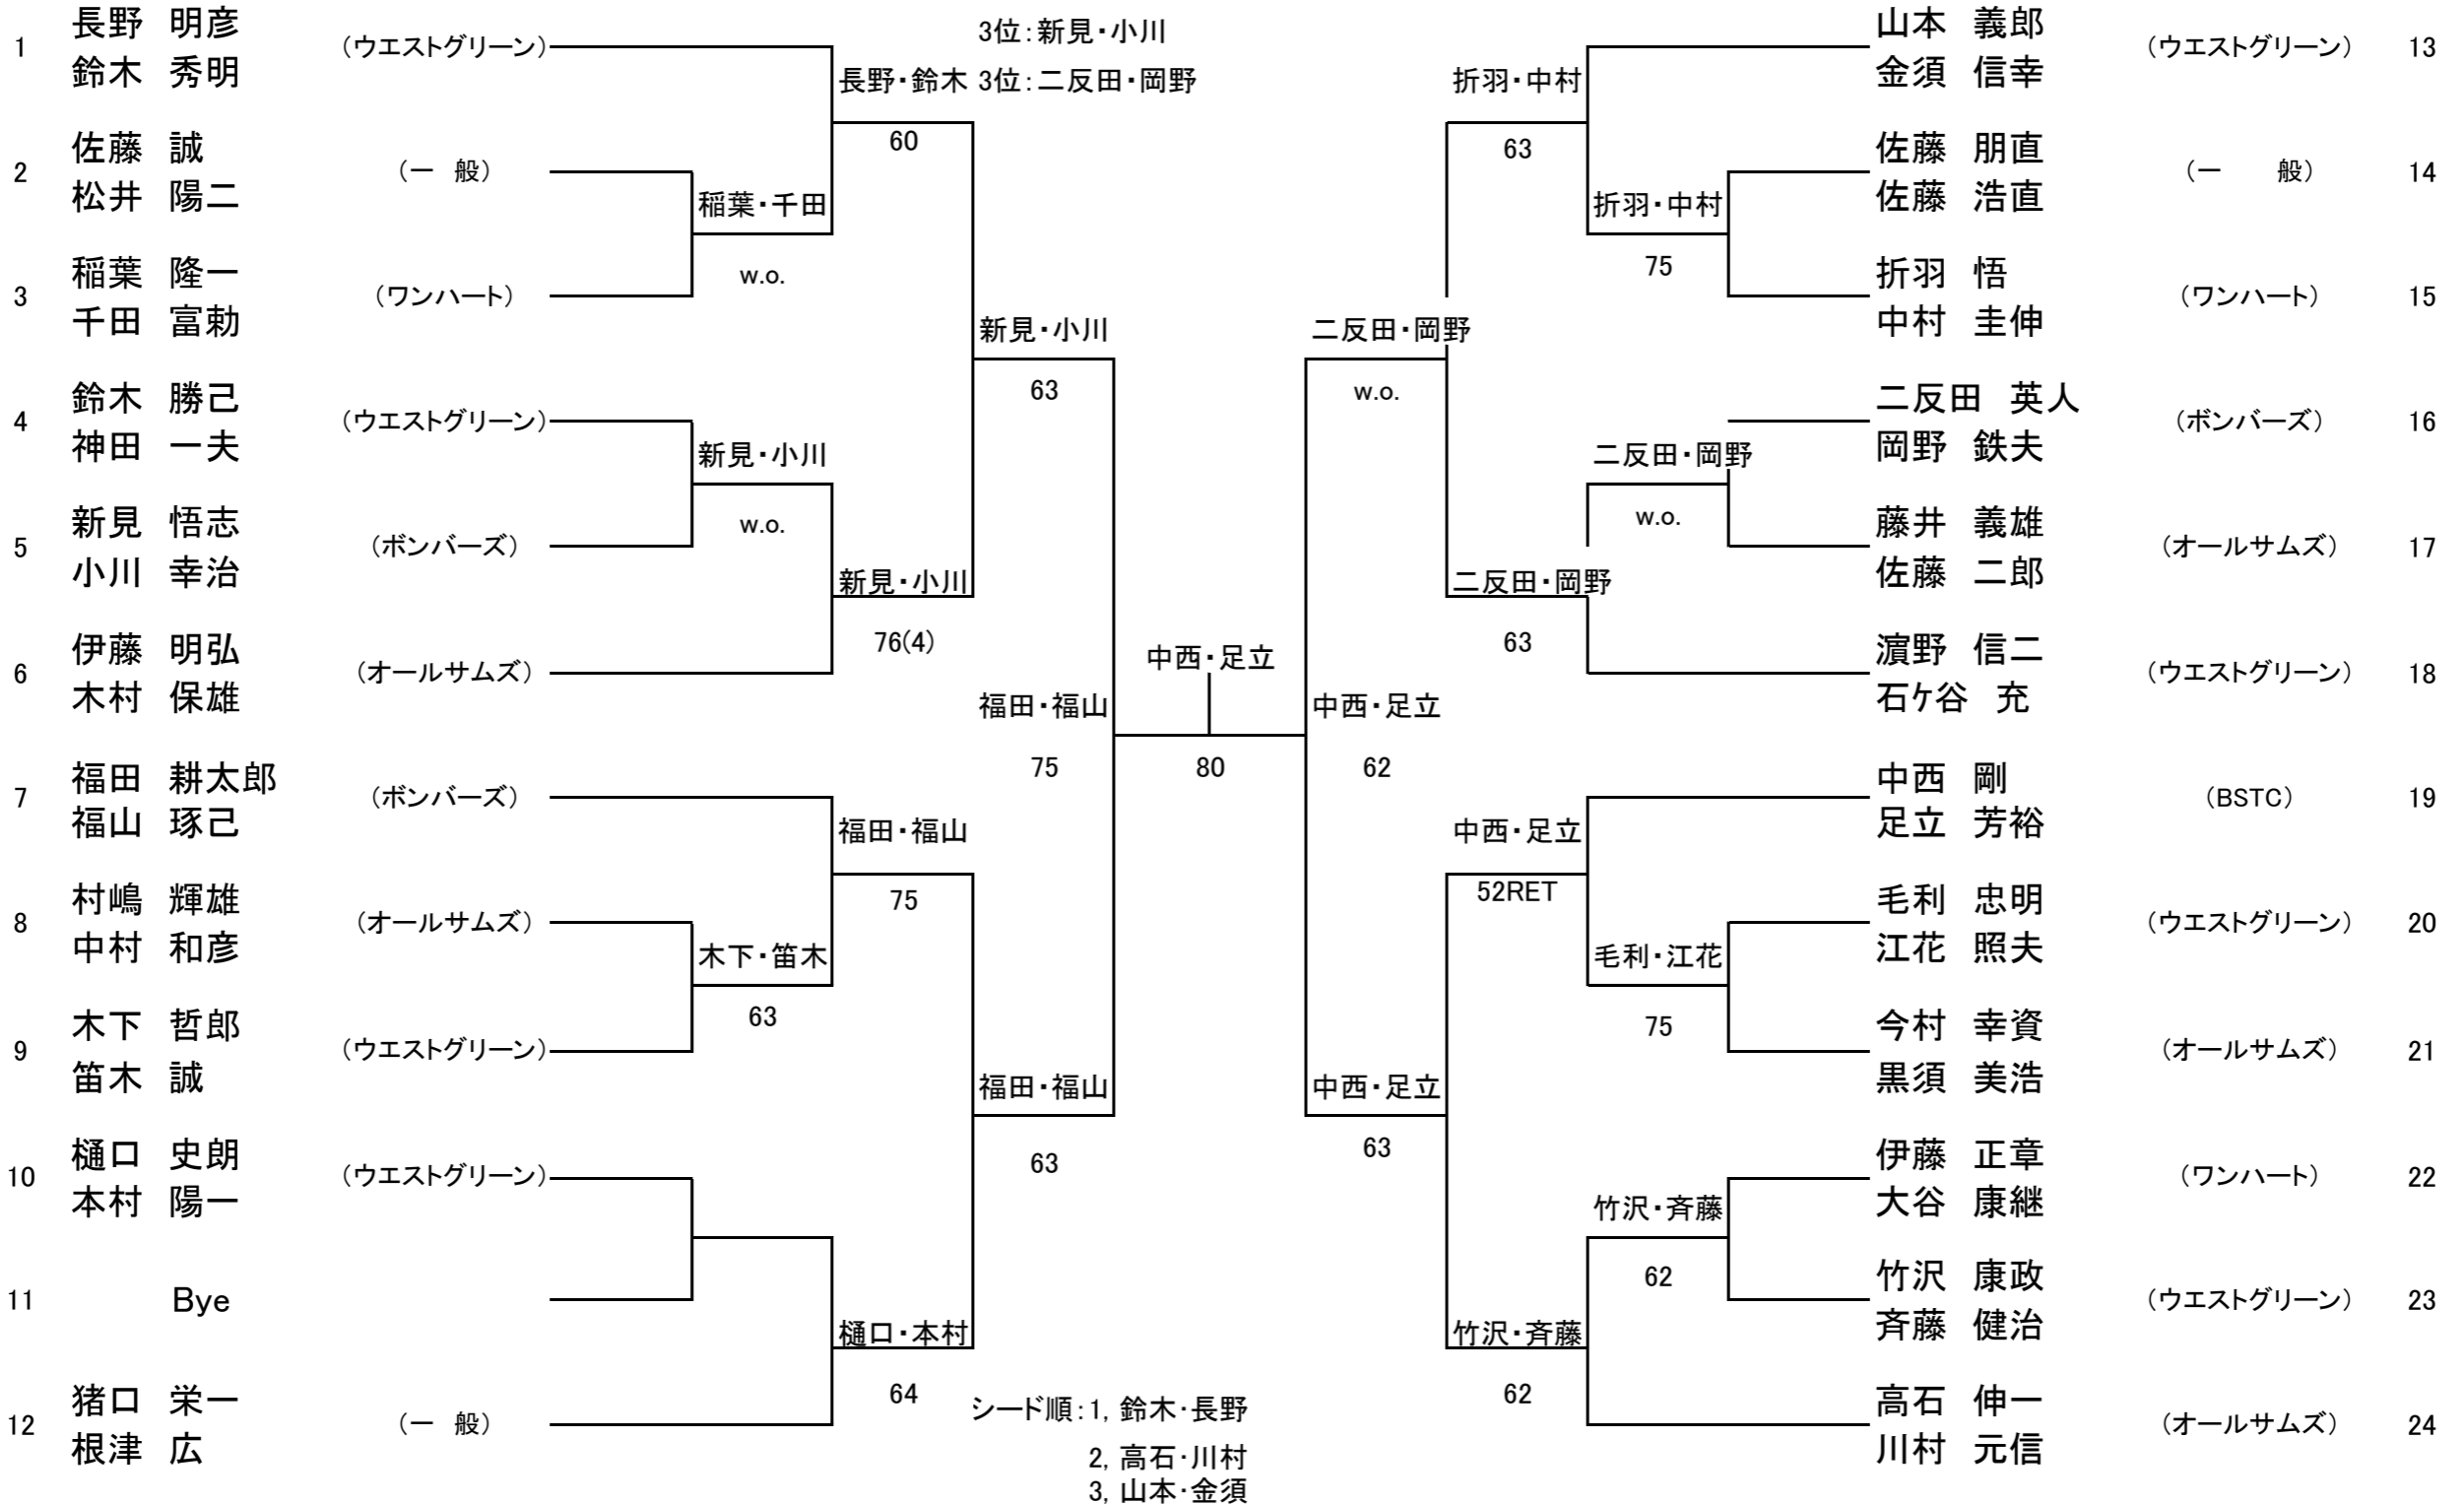 1 長野 明彦 (ウエストグリーン)
鈴木 秀明
2 佐藤 誠 (一 般)
松井 陽二
3 稲葉 隆一 (ワンハート)
千田 富勅
4 鈴木 勝己 (ウエストグリーン)
神田 一夫
5 新見 悟志 (ボンバーズ)
小川 幸治
6 伊藤 明弘 (オールサムズ)
木村 保雄
7 福田 耕太郎 (ボンバーズ)
福山 琢己
8 村嶋 輝雄 (オールサムズ)
中村 和彦
9 木下 哲郎 (ウエストグリーン)
笛木 誠
10 樋口 史朗 (ウエストグリーン)
本村 陽一
11 Bye
12 猪口 栄一 (一 般)
根津 広
稲葉・千田
w.o.
新見・小川
w.o.
木下・笛木
63
長野・鈴木
60
新見・小川
76(4)
福田・福山
75
樋口・本村
64
新見・小川
63
福田・福山
63
福田・福山
75
3位:新見・小川
3位:二反田・岡野
中西・足立
80
シード順:1, 鈴木・長野
2, 高石・川村
3, 山本・金須
中西・足立
62
二反田・岡野
w.o.
中西・足立
63
折羽・中村
63
二反田・岡野
63
中西・足立
52RET
竹沢・斉藤
62
折羽・中村
75
二反田・岡野
w.o.
毛利・江花
75
竹沢・斉藤
62
山本 義郎 (ウエストグリーン) 13
金須 信幸
佐藤 朋直 (一 般) 14
佐藤 浩直
折羽 悟 (ワンハート) 15
中村 圭伸
二反田 英人 (ボンバーズ) 16
岡野 鉄夫
藤井 義雄 (オールサムズ) 17
佐藤 二郎
濵野 信二 (ウエストグリーン) 18
石ケ谷 充
中西 剛 (BSTC) 19
足立 芳裕
毛利 忠明 (ウエストグリーン) 20
江花 照夫
今村 幸資 (オールサムズ) 21
黒須 美浩
伊藤 正章 (ワンハート) 22
大谷 康継
竹沢 康政 (ウエストグリーン) 23
斉藤 健治
高石 伸一 (オールサムズ) 24
川村 元信